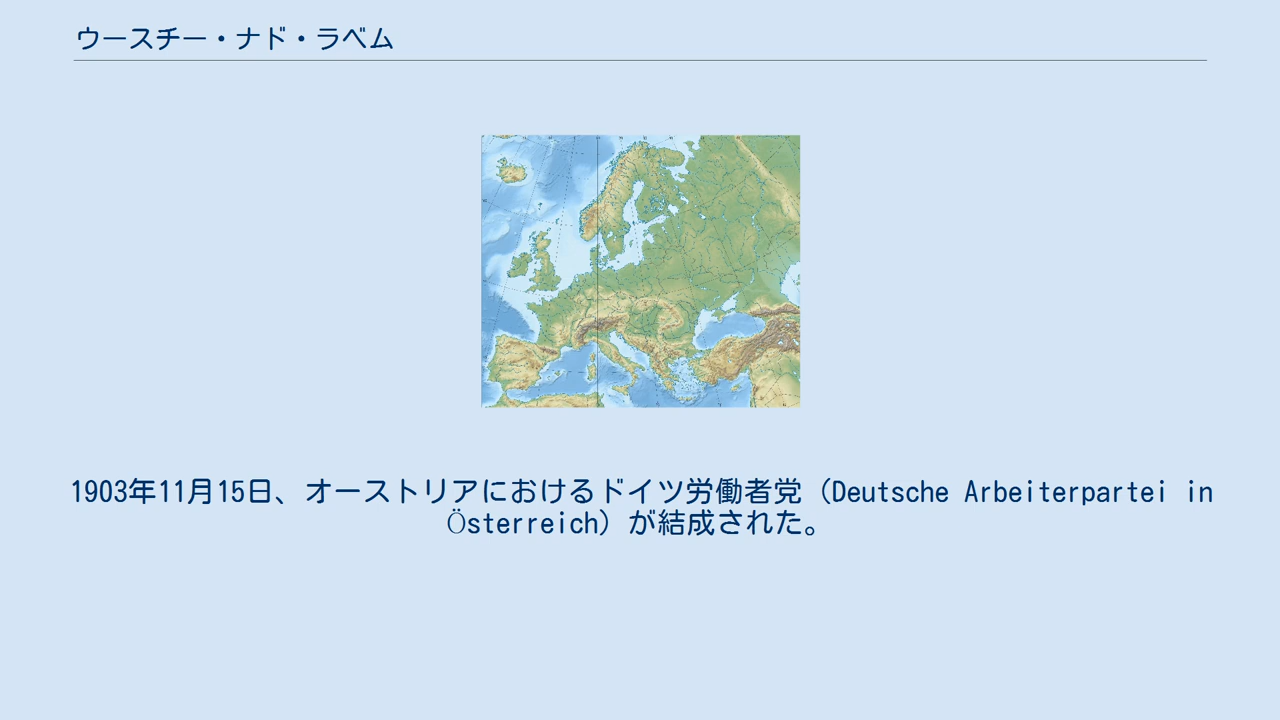 ウースチー・ナド・ラベム
1903年11月15日、オーストリアにおけるドイツ労働者党（Deutsche Arbeiterpartei in
Österreich）が結成された。